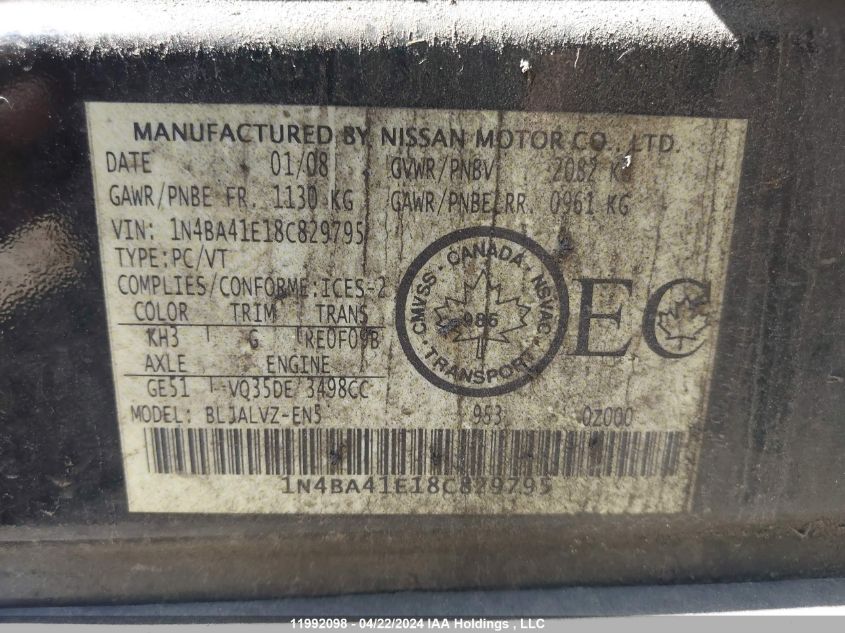 MANUFACTURED BY NISSAN MOTOR CO., LTD.
DATE 01/08 GVWR/PNBV 2082 K
GAWR/PNBE FR. 1130 KG GAWR/PNBE RR. 0961 KG
VIN: 1N4BA41E18C829795
TYPE:PC/VT
COMPLIES/CONFORME:ICES-2
COLOR TRIM TRANS
KH3 G RE0F09B
AXLE ENGINE
GE51 VQ35DE 3498CC
MODEL: BLJALVZ-EN5 983 0Z000
CMVSS · CANADA · NSVAC · TRANSPORT
986
EC
1N4BA41E18C829795
11992098 - 04/22/2024 IAA Holdings , LLC